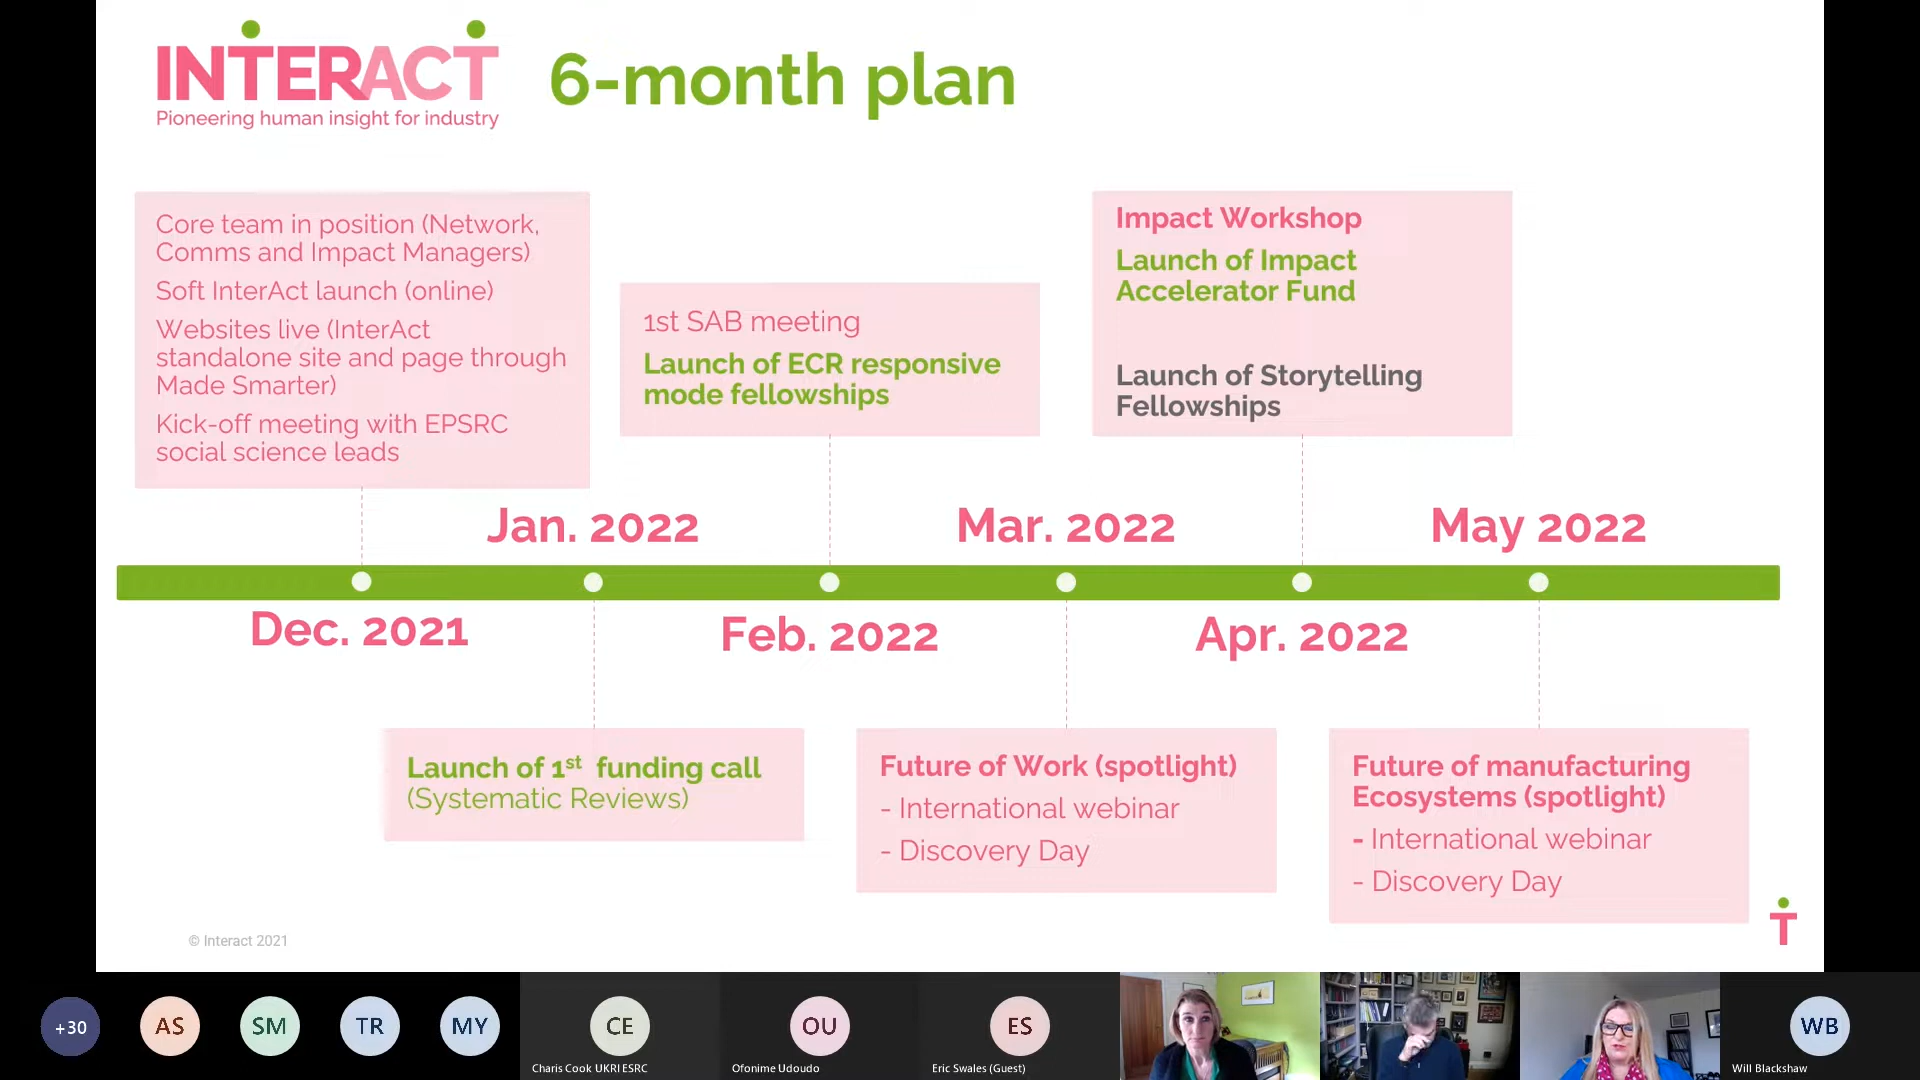 INTERACT
Pioneering human insight for industry
6-month plan
Core team in position (Network,
Comms and Impact Managers)
Soft InterAct launch (online)
Websites live (InterAct
standalone site and page through
Made Smarter)
Kick-off meeting with EPSRC
social science leads
1st SAB meeting
Launch of ECR responsive
mode fellowships
Impact Workshop
Launch of Impact
Accelerator Fund
Launch of Storytelling
Fellowships
Jan. 2022
Mar. 2022
May 2022
Dec. 2021
Feb. 2022
Apr. 2022
Launch of 1st funding call
(Systematic Reviews)
Future of Work (spotlight)
- International webinar
- Discovery Day
Future of manufacturing
Ecosystems (spotlight)
- International webinar
- Discovery Day
© Interact 2021
+30
AS
SM
TR
MY
CE
Charis Cook UKRI ESRC
OU
Ofonime Udoudo
ES
Eric Swales (Guest)
WB
Will Blackshaw